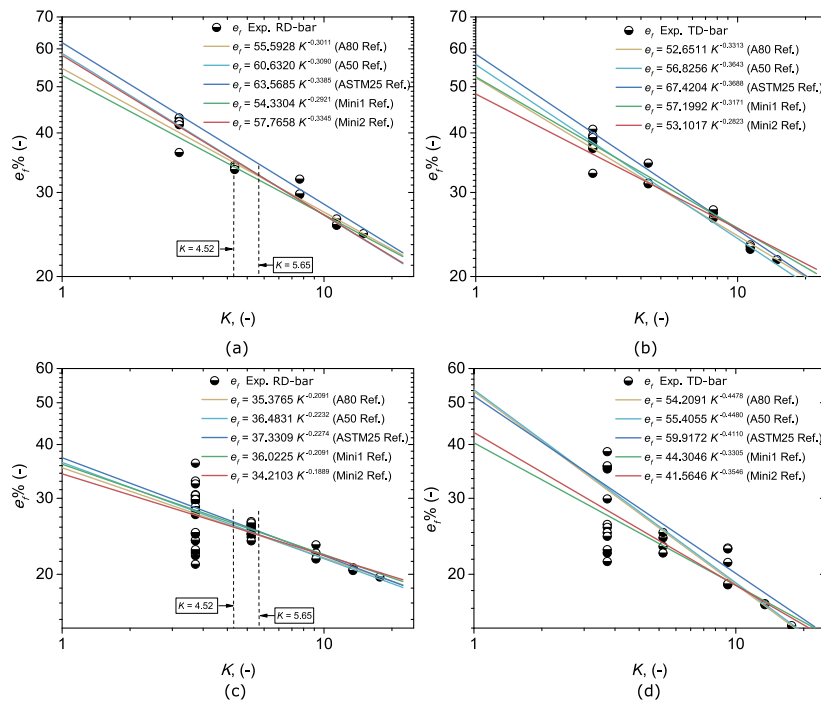 70
60
50
40
30
20
1
10
e_f% (-)
K, (-)
e_f Exp. RD-bar
e_f = 55.5928 K^-0.3011 (A80 Ref.)
e_f = 60.6320 K^-0.3090 (A50 Ref.)
e_f = 63.5685 K^-0.3385 (ASTM25 Ref.)
e_f = 54.3304 K^-0.2921 (Mini1 Ref.)
e_f = 57.7658 K^-0.3345 (Mini2 Ref.)
K = 4.52
K = 5.65
(a)
70
60
50
40
30
20
1
10
e_f% (-)
K, (-)
e_f Exp. TD-bar
e_f = 52.6511 K^-0.3313 (A80 Ref.)
e_f = 56.8256 K^-0.3643 (A50 Ref.)
e_f = 67.4204 K^-0.3688 (ASTM25 Ref.)
e_f = 57.1992 K^-0.3171 (Mini1 Ref.)
e_f = 53.1017 K^-0.2823 (Mini2 Ref.)
(b)
60
50
40
30
20
1
10
e_f% (-)
K, (-)
e_f Exp. RD-bar
e_f = 35.3765 K^-0.2091 (A80 Ref.)
e_f = 36.4831 K^-0.2232 (A50 Ref.)
e_f = 37.3309 K^-0.2274 (ASTM25 Ref.)
e_f = 36.0225 K^-0.2091 (Mini1 Ref.)
e_f = 34.2103 K^-0.1889 (Mini2 Ref.)
K = 4.52
K = 5.65
(c)
60
50
40
30
20
1
10
e_f% (-)
K, (-)
e_f Exp. TD-bar
e_f = 54.2091 K^-0.4478 (A80 Ref.)
e_f = 55.4055 K^-0.4480 (A50 Ref.)
e_f = 59.9172 K^-0.4110 (ASTM25 Ref.)
e_f = 44.3046 K^-0.3305 (Mini1 Ref.)
e_f = 41.5646 K^-0.3546 (Mini2 Ref.)
(d)